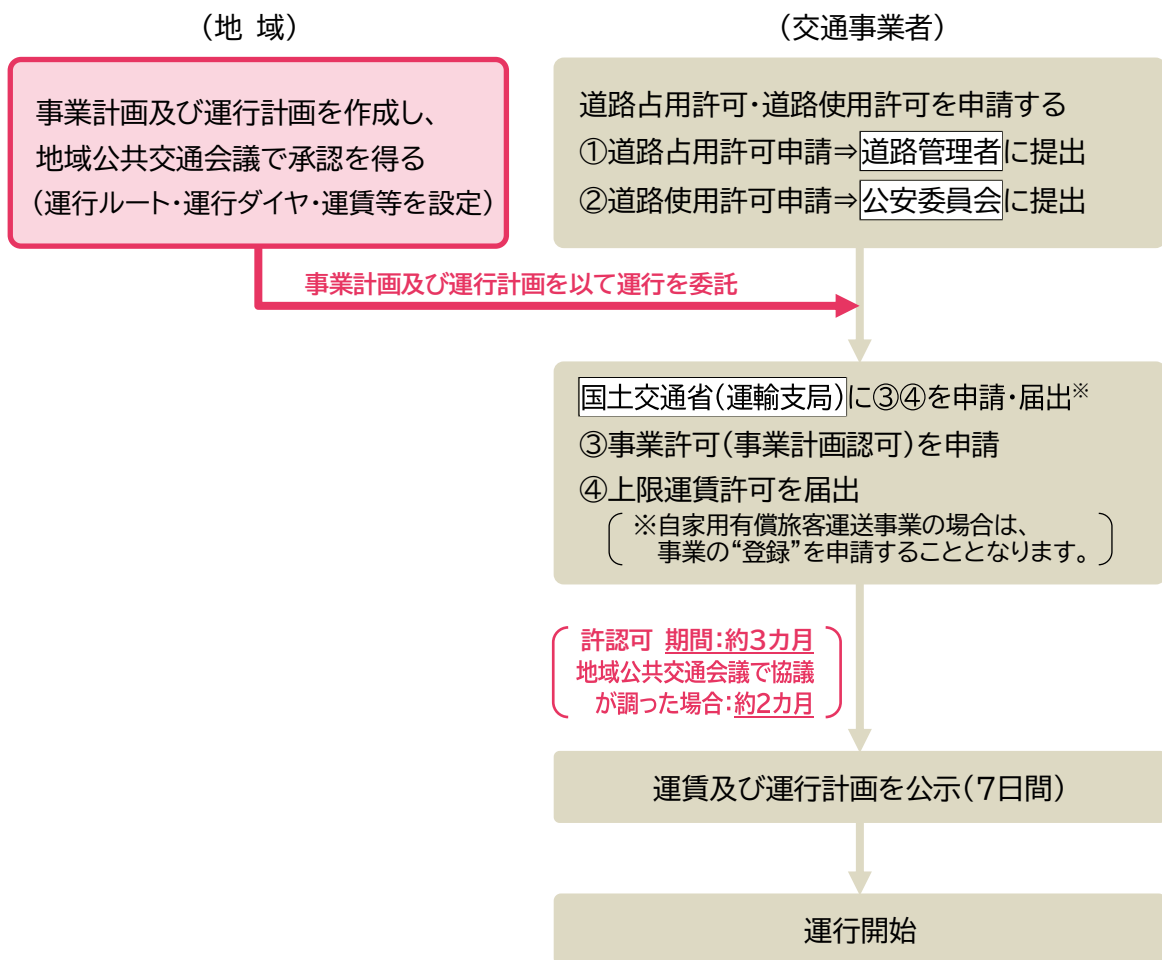 （地 域）
（交通事業者）
事業計画及び運行計画を作成し、
地域公共交通会議で承認を得る
（運行ルート・運行ダイヤ・運賃等を設定）
道路占用許可・道路使用許可を申請する
①道路占用許可申請⇒道路管理者に提出
②道路使用許可申請⇒公安委員会に提出
事業計画及び運行計画を以て運行を委託
国土交通省（運輸支局）に③④を申請・届出※
③事業許可（事業計画認可）を申請
④上限運賃許可を届出
※自家用有償旅客運送事業の場合は、
事業の“登録”を申請することとなります。
許認可 期間：約3カ月
地域公共交通会議で協議
が調った場合：約2カ月
運賃及び運行計画を公示（7日間）
運行開始